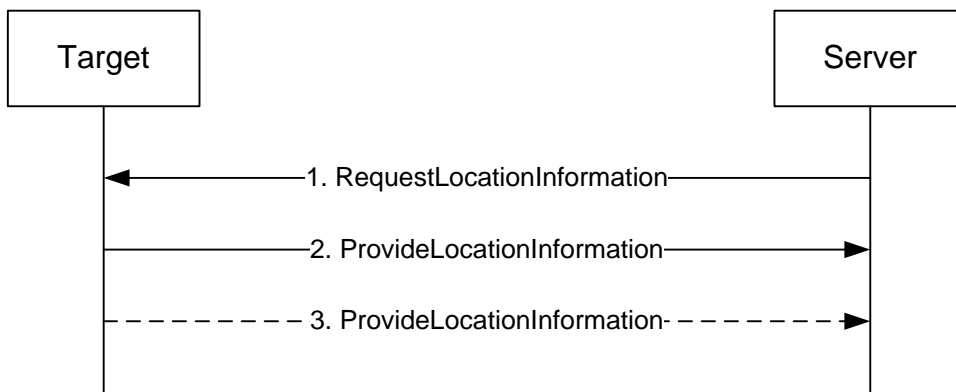 Target
Server
1. RequestLocationInformation
2. ProvideLocationInformation
3. ProvideLocationInformation